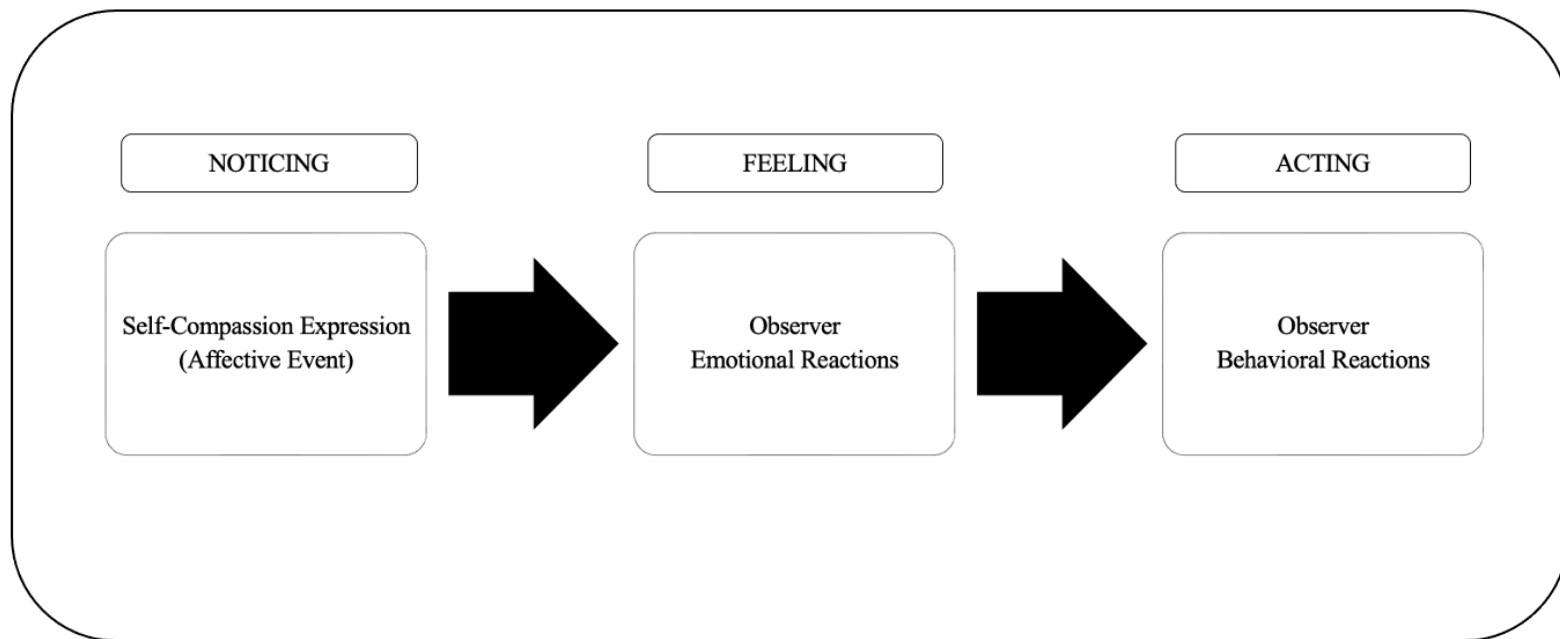 NOTICING
FEELING
ACTING
Self-Compassion Expression
(Affective Event)
Observer
Emotional Reactions
Observer
Behavioral Reactions